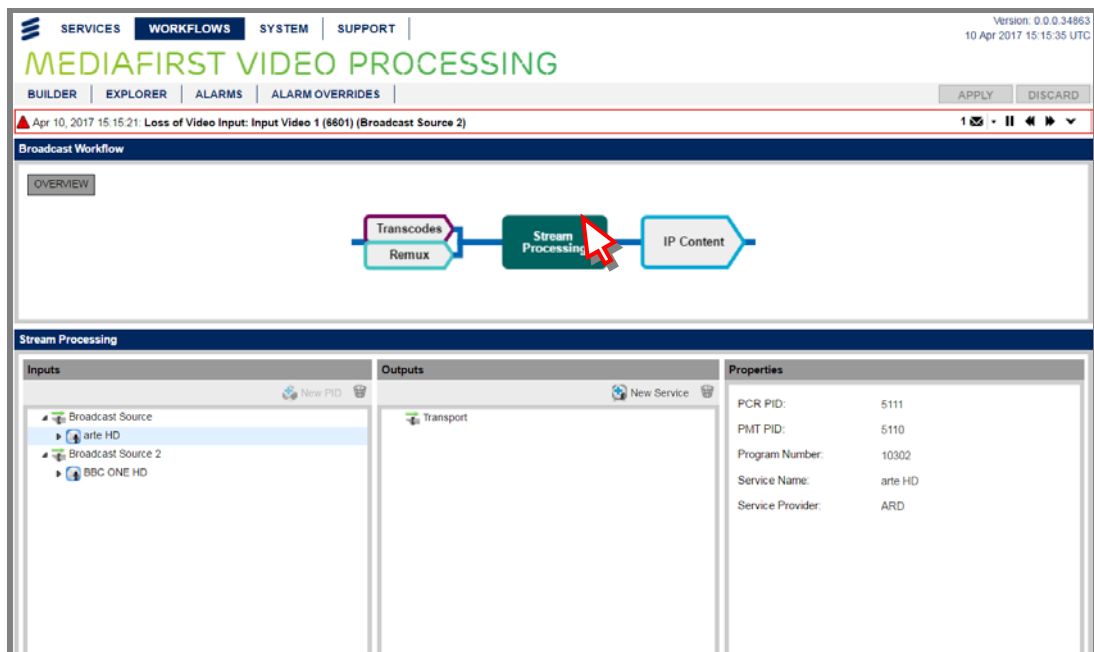 SERVICES WORKFLOWS SYSTEM SUPPORT
Version: 0.0.0.34863
10 Apr 2017 15:15:35 UTC
MEDIAFIRST VIDEO PROCESSING
BUILDER EXPLORER ALARMS ALARM OVERRIDES APPLY DISCARD
Apr 10, 2017 15:15:21: Loss of Video Input: Input Video 1 (6601) (Broadcast Source 2) 1
Broadcast Workflow
OVERVIEW
Transcodes
Remux
Stream
Processing
IP Content
Stream Processing
Inputs
New PID
Broadcast Source
arte HD
Broadcast Source 2
BBC ONE HD
Outputs
New Service
Transport
Properties
PCR PID: 5111
PMT PID: 5110
Program Number: 10302
Service Name: arte HD
Service Provider: ARD